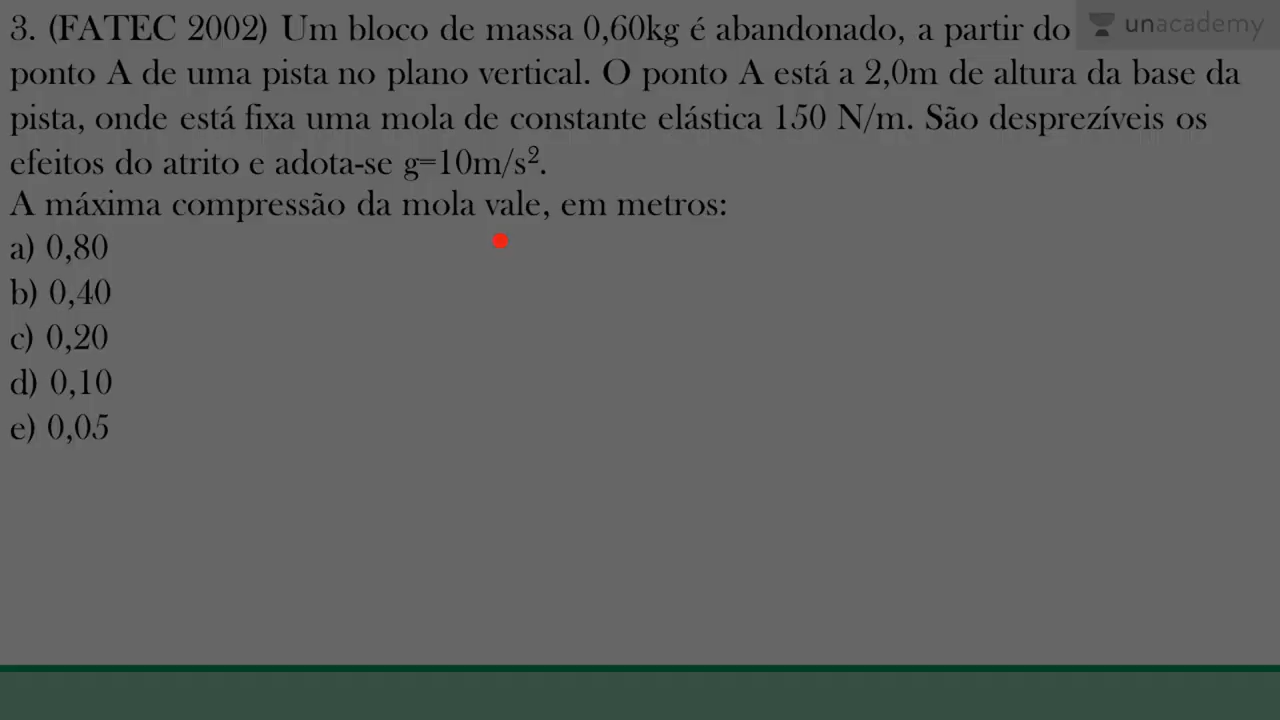 3. (FATEC 2002) Um bloco de massa 0,60kg é abandonado, a partir do
unacademy
ponto A de uma pista no plano vertical. O ponto A está a 2,0m de altura da base da
pista, onde está fixa uma mola de constante elástica 150 N/m. São desprezíveis os
efeitos do atrito e adota-se g=10m/s².
A máxima compressão da mola vale, em metros:
a) 0,80
b) 0,40
c) 0,20
d) 0,10
e) 0,05